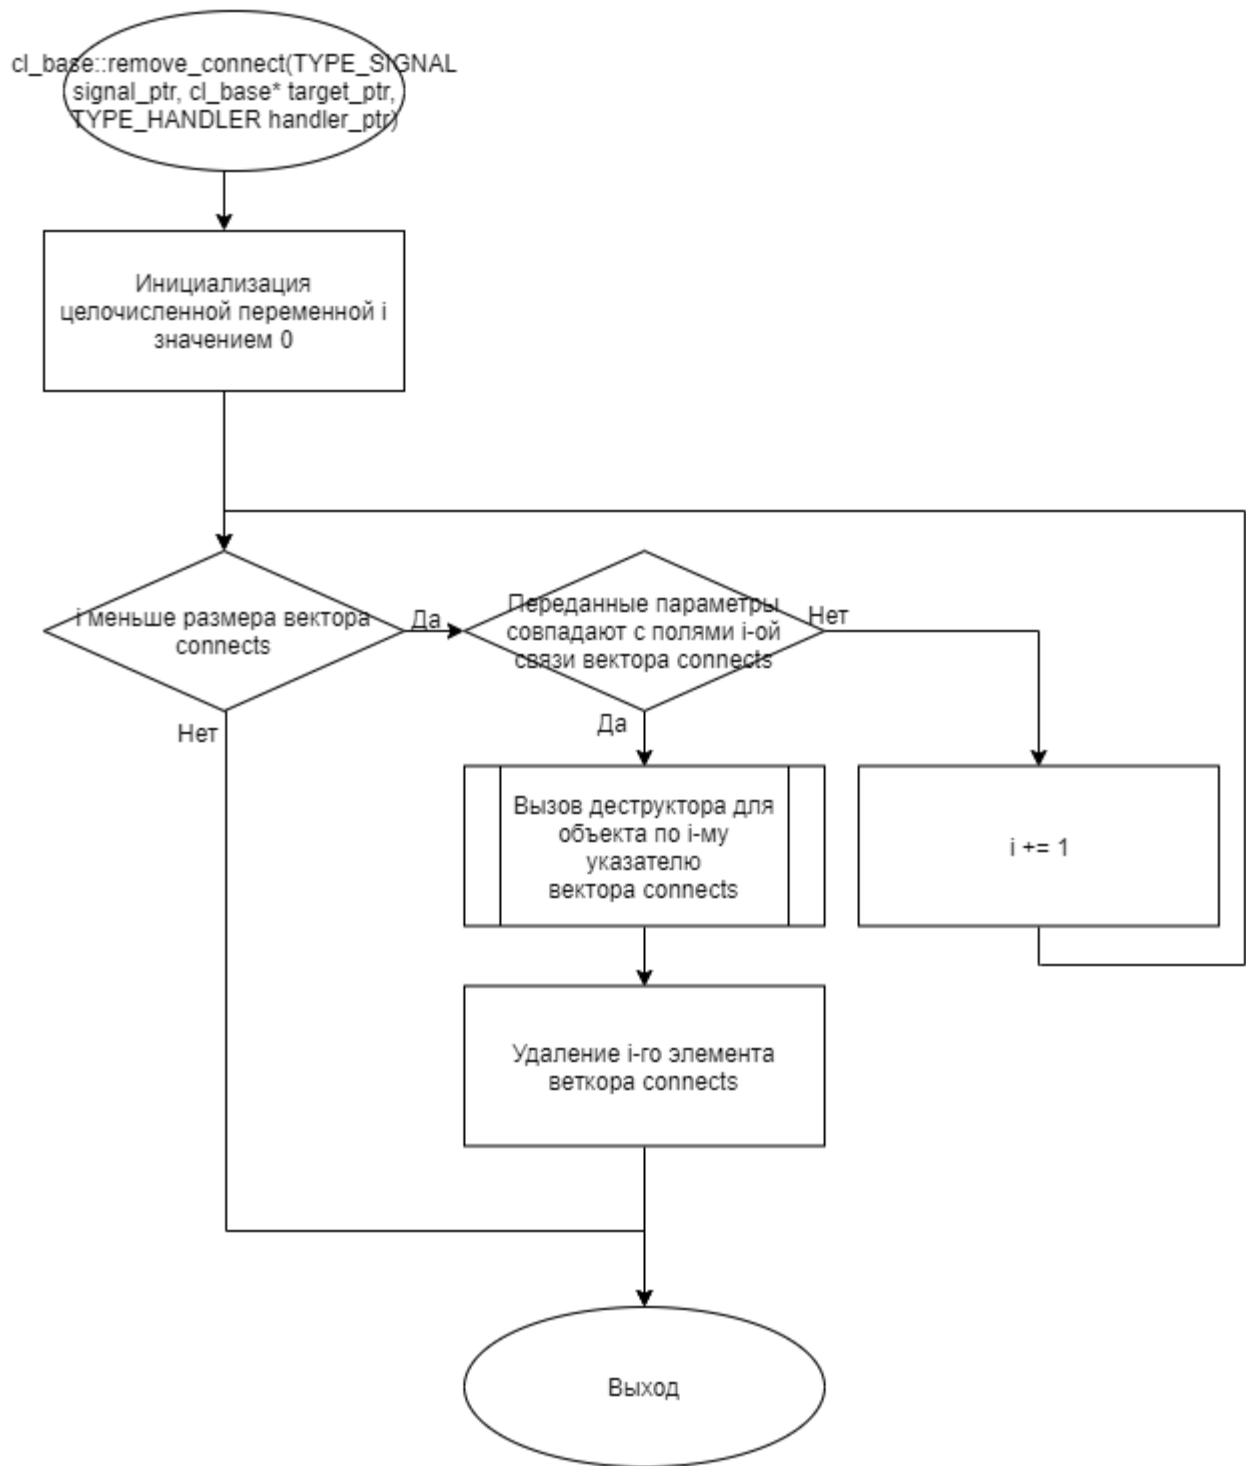 cl_base::remove_connect(TYPE_SIGNAL
signal_ptr, cl_base* target_ptr,
TYPE_HANDLER handler_ptr)
Инициализация
целочисленной переменной i
значением 0
i меньше размера вектора
connects
Да
Переданные параметры
совпадают с полями i-ой
связи вектора connects
Нет
Нет
Да
Вызов деструктора для
объекта по i-му
указателю
вектора connects
i += 1
Удаление i-го элемента
веткора connects
Выход